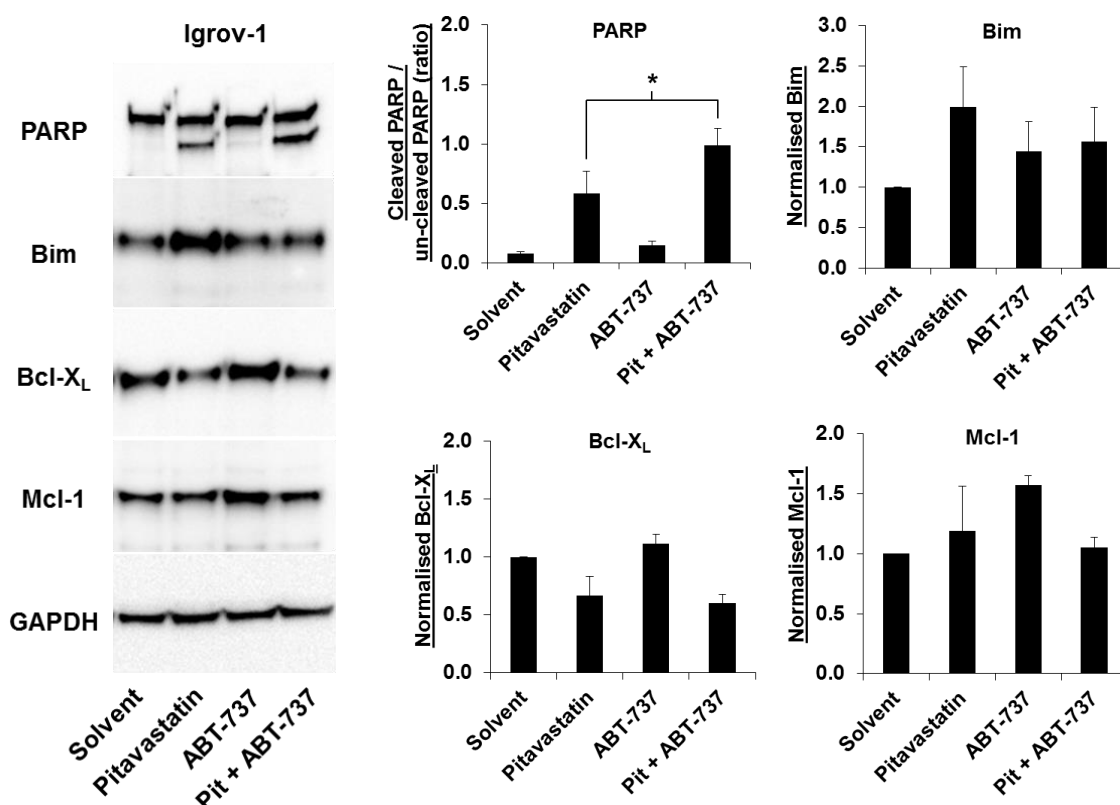 Igrov-1
PARP
Bim
Bcl-XL
Mcl-1
GAPDH
Solvent
Pitavastatin
ABT-737
Pit + ABT-737
PARP
Cleaved PARP /
un-cleaved PARP (ratio)
2.0
1.5
1.0
0.5
0.0
*
Solvent
Pitavastatin
ABT-737
Pit + ABT-737
Bim
Normalised Bim
3.0
2.5
2.0
1.5
1.0
0.5
0.0
Solvent
Pitavastatin
ABT-737
Pit + ABT-737
Bcl-XL
Normalised Bcl-XL
2.0
1.5
1.0
0.5
0.0
Solvent
Pitavastatin
ABT-737
Pit + ABT-737
Mcl-1
Normalised Mcl-1
2.0
1.5
1.0
0.5
0.0
Solvent
Pitavastatin
ABT-737
Pit + ABT-737